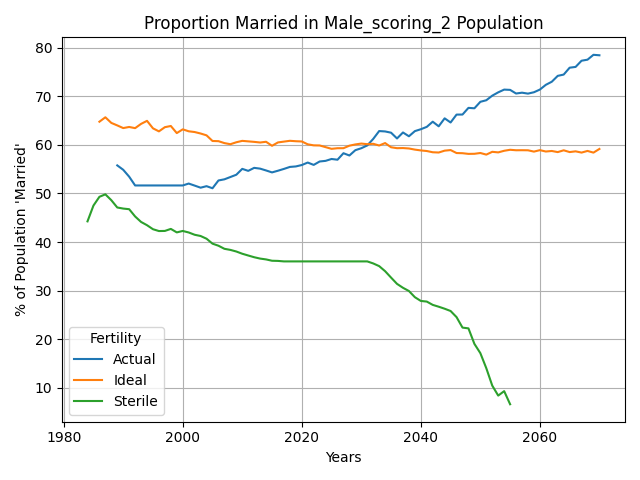 Proportion Married in Male_scoring_2 Population
% of Population 'Married'
80
70
60
50
40
30
20
10
Fertility
Actual
Ideal
Sterile
1980 2000 2020 2040 2060
Years